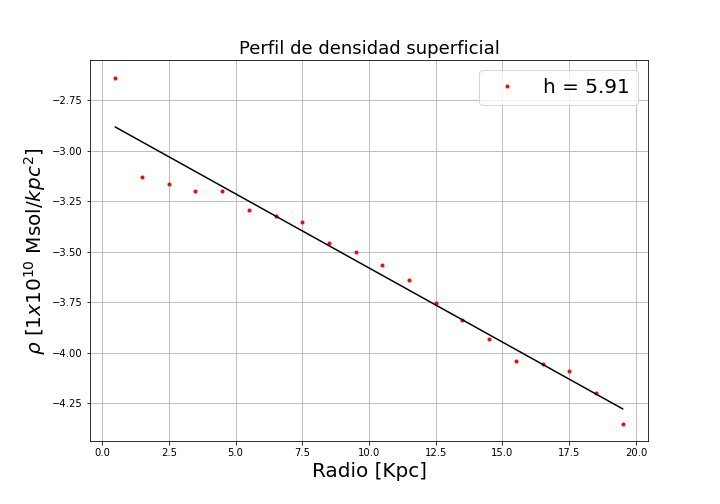 Perfil de densidad superficial
h = 5.91
−2.75
−3.00
−3.25
−3.50
−3.75
−4.00
−4.25
ρ [1x10¹⁰ Msol/kpc²]
0.0 2.5 5.0 7.5 10.0 12.5 15.0 17.5 20.0
Radio [Kpc]